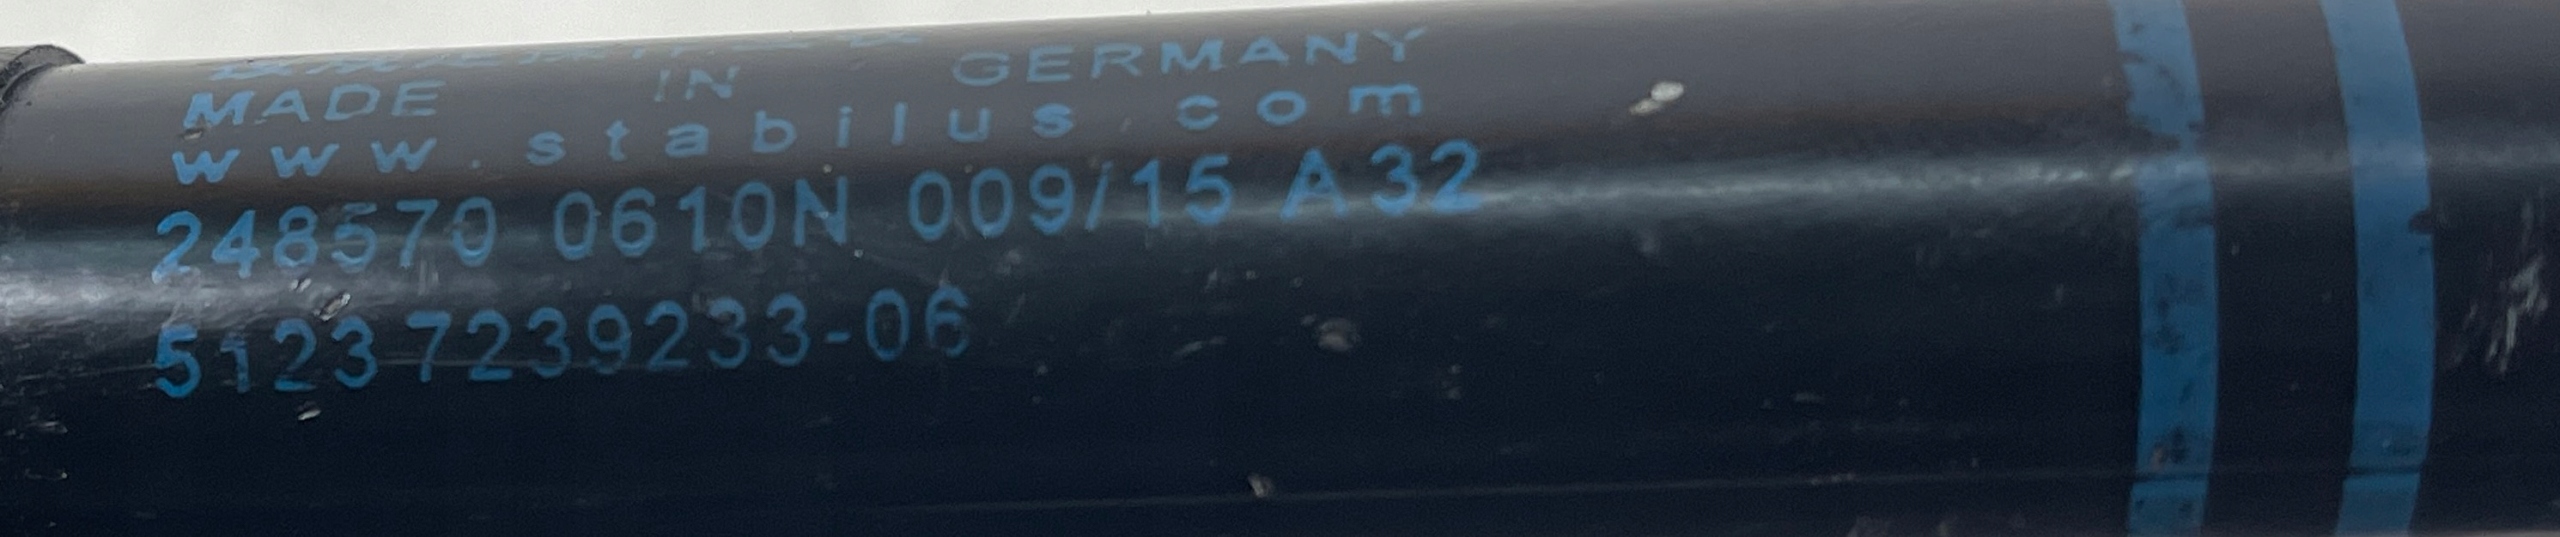 MADE IN GERMANY
www.stabilus.com
248570 0610N 009/15 A32
51237239233-06